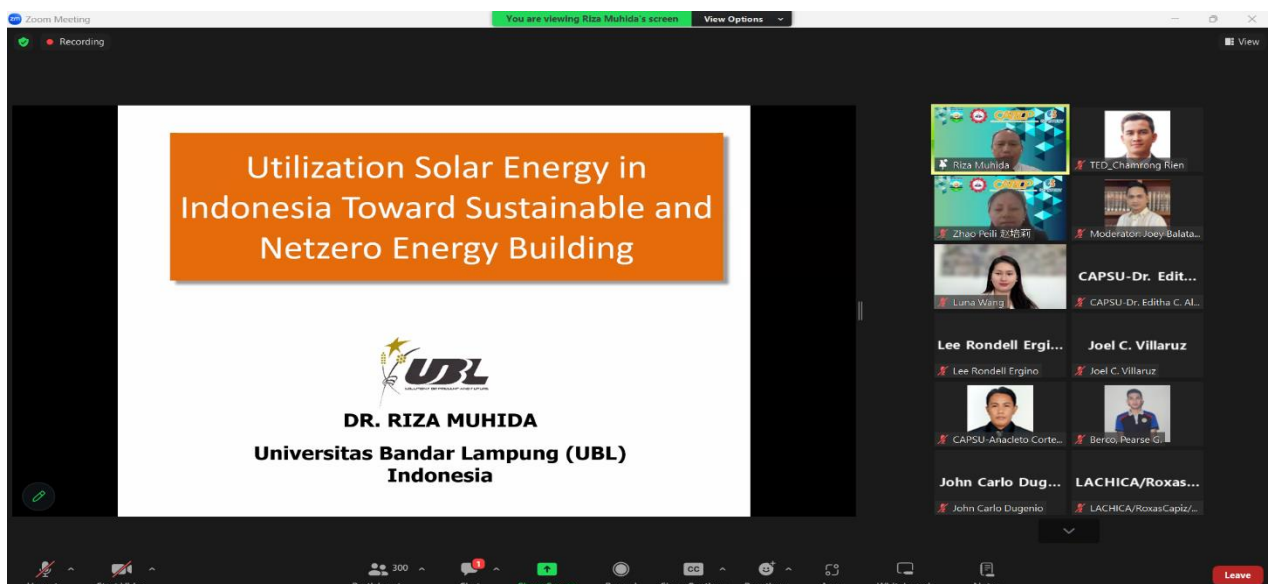 Zoom Meeting
You are viewing Riza Muhida's screen
View Options
Recording
View
Utilization Solar Energy in
Indonesia Toward Sustainable and
Netzero Energy Building
UBL
DR. RIZA MUHIDA
Universitas Bandar Lampung (UBL)
Indonesia
Riza Muhida
TED_Chamrong Rien
Zhao Peili 赵培莉
Moderator: Joey Balata...
Luna Wang
CAPSU-Dr. Edit...
CAPSU-Dr. Editha C. Al...
Lee Rondell Ergi...
Lee Rondell Ergino
Joel C. Villaruz
Joel C. Villaruz
CAPSU-Anacleto Corte...
Berco, Pearse G.
John Carlo Dug...
John Carlo Dugenio
LACHICA/Roxas...
LACHICA/RoxasCapiz/...
300
1
CC
Leave